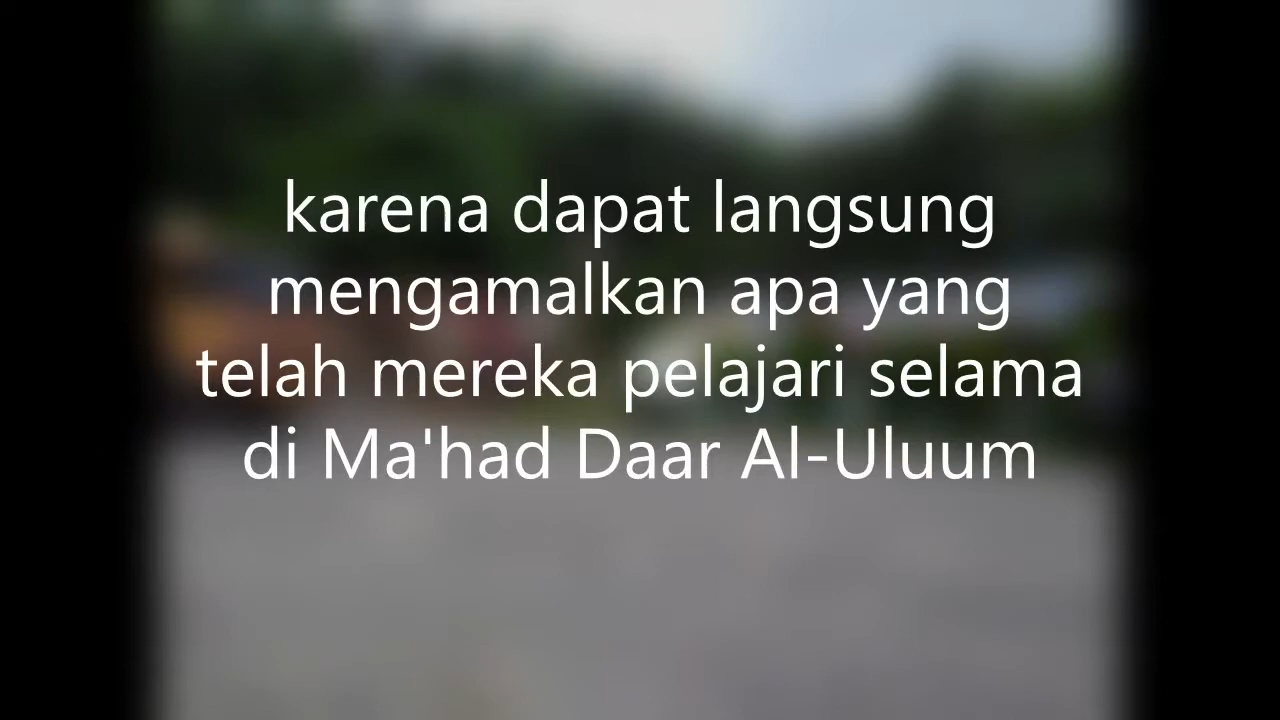 karena dapat langsung
mengamalkan apa yang
telah mereka pelajari selama
di Ma'had Daar Al-Uluum